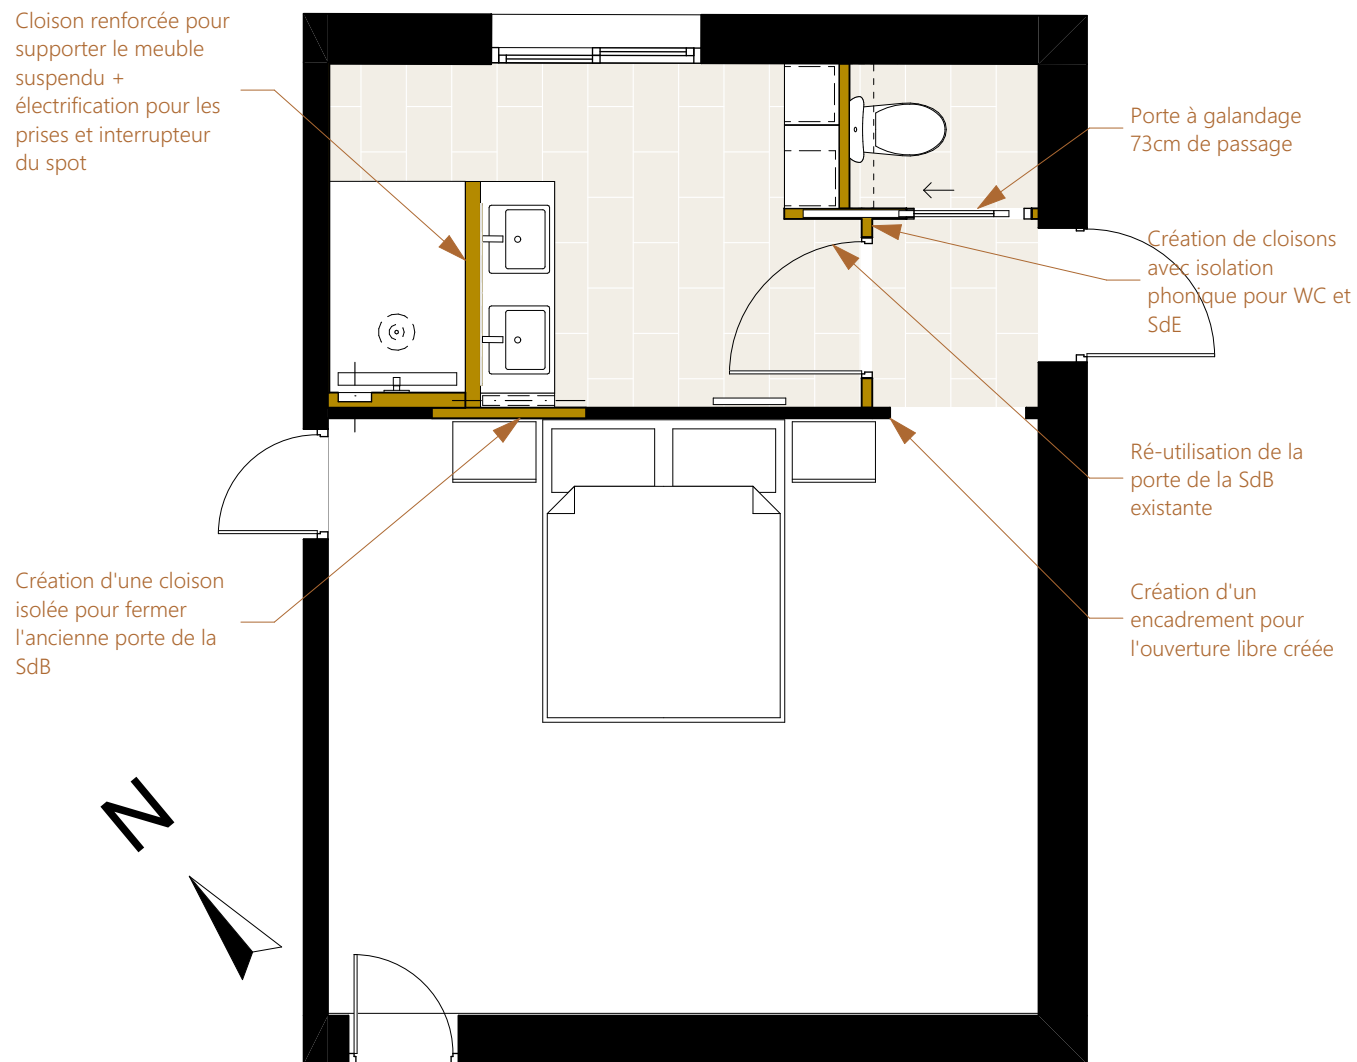 Cloison renforcée pour
supporter le meuble
suspendu +
électrification pour les
prises et interrupteur
du spot
Porte à galandage
73cm de passage
Création de cloisons
avec isolation
phonique pour WC et
SdE
Ré-utilisation de la
porte de la SdB
existante
Création d'une cloison
isolée pour fermer
l'ancienne porte de la
SdB
Création d'un
encadrement pour
l'ouverture libre créée
N